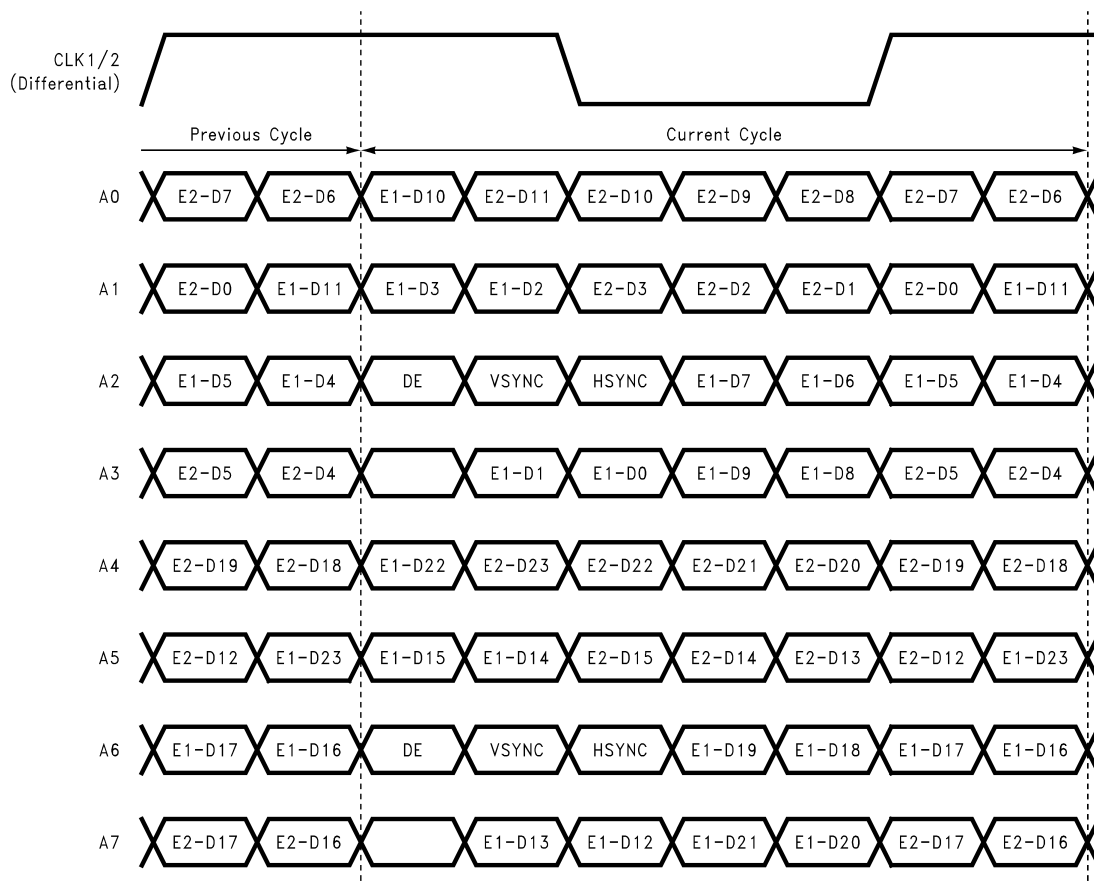 CLK1/2
(Differential)
Previous Cycle Current Cycle
A0 E2-D7 E2-D6 E1-D10 E2-D11 E2-D10 E2-D9 E2-D8 E2-D7 E2-D6
A1 E2-D0 E1-D11 E1-D3 E1-D2 E2-D3 E2-D2 E2-D1 E2-D0 E1-D11
A2 E1-D5 E1-D4 DE VSYNC HSYNC E1-D7 E1-D6 E1-D5 E1-D4
A3 E2-D5 E2-D4 E1-D1 E1-D0 E1-D9 E1-D8 E2-D5 E2-D4
A4 E2-D19 E2-D18 E1-D22 E2-D23 E2-D22 E2-D21 E2-D20 E2-D19 E2-D18
A5 E2-D12 E1-D23 E1-D15 E1-D14 E2-D15 E2-D14 E2-D13 E2-D12 E1-D23
A6 E1-D17 E1-D16 DE VSYNC HSYNC E1-D19 E1-D18 E1-D17 E1-D16
A7 E2-D17 E2-D16 E1-D13 E1-D12 E1-D21 E1-D20 E2-D17 E2-D16